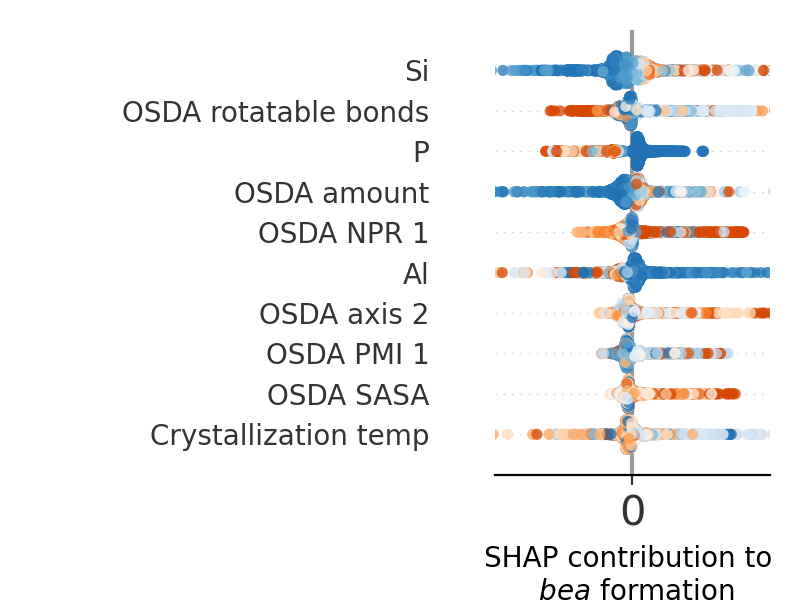 Si
OSDA rotatable bonds
P
OSDA amount
OSDA NPR 1
Al
OSDA axis 2
OSDA PMI 1
OSDA SASA
Crystallization temp
0
SHAP contribution to
bea formation